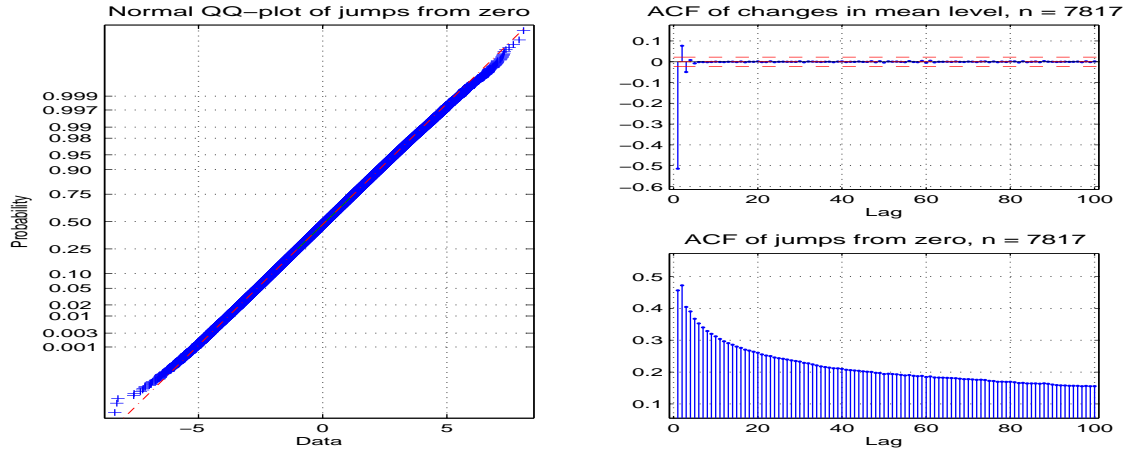 Normal QQ−plot of jumps from zero
0.999
0.997
0.99
0.98
0.95
0.90
0.75
0.50
0.25
0.10
0.05
0.02
0.01
0.003
0.001
Probability
−5 0 5
Data
ACF of changes in mean level, n = 7817
0.1
0
−0.1
−0.2
−0.3
−0.4
−0.5
−0.6
0 20 40 60 80 100
Lag
ACF of jumps from zero, n = 7817
0.5
0.4
0.3
0.2
0.1
0 20 40 60 80 100
Lag